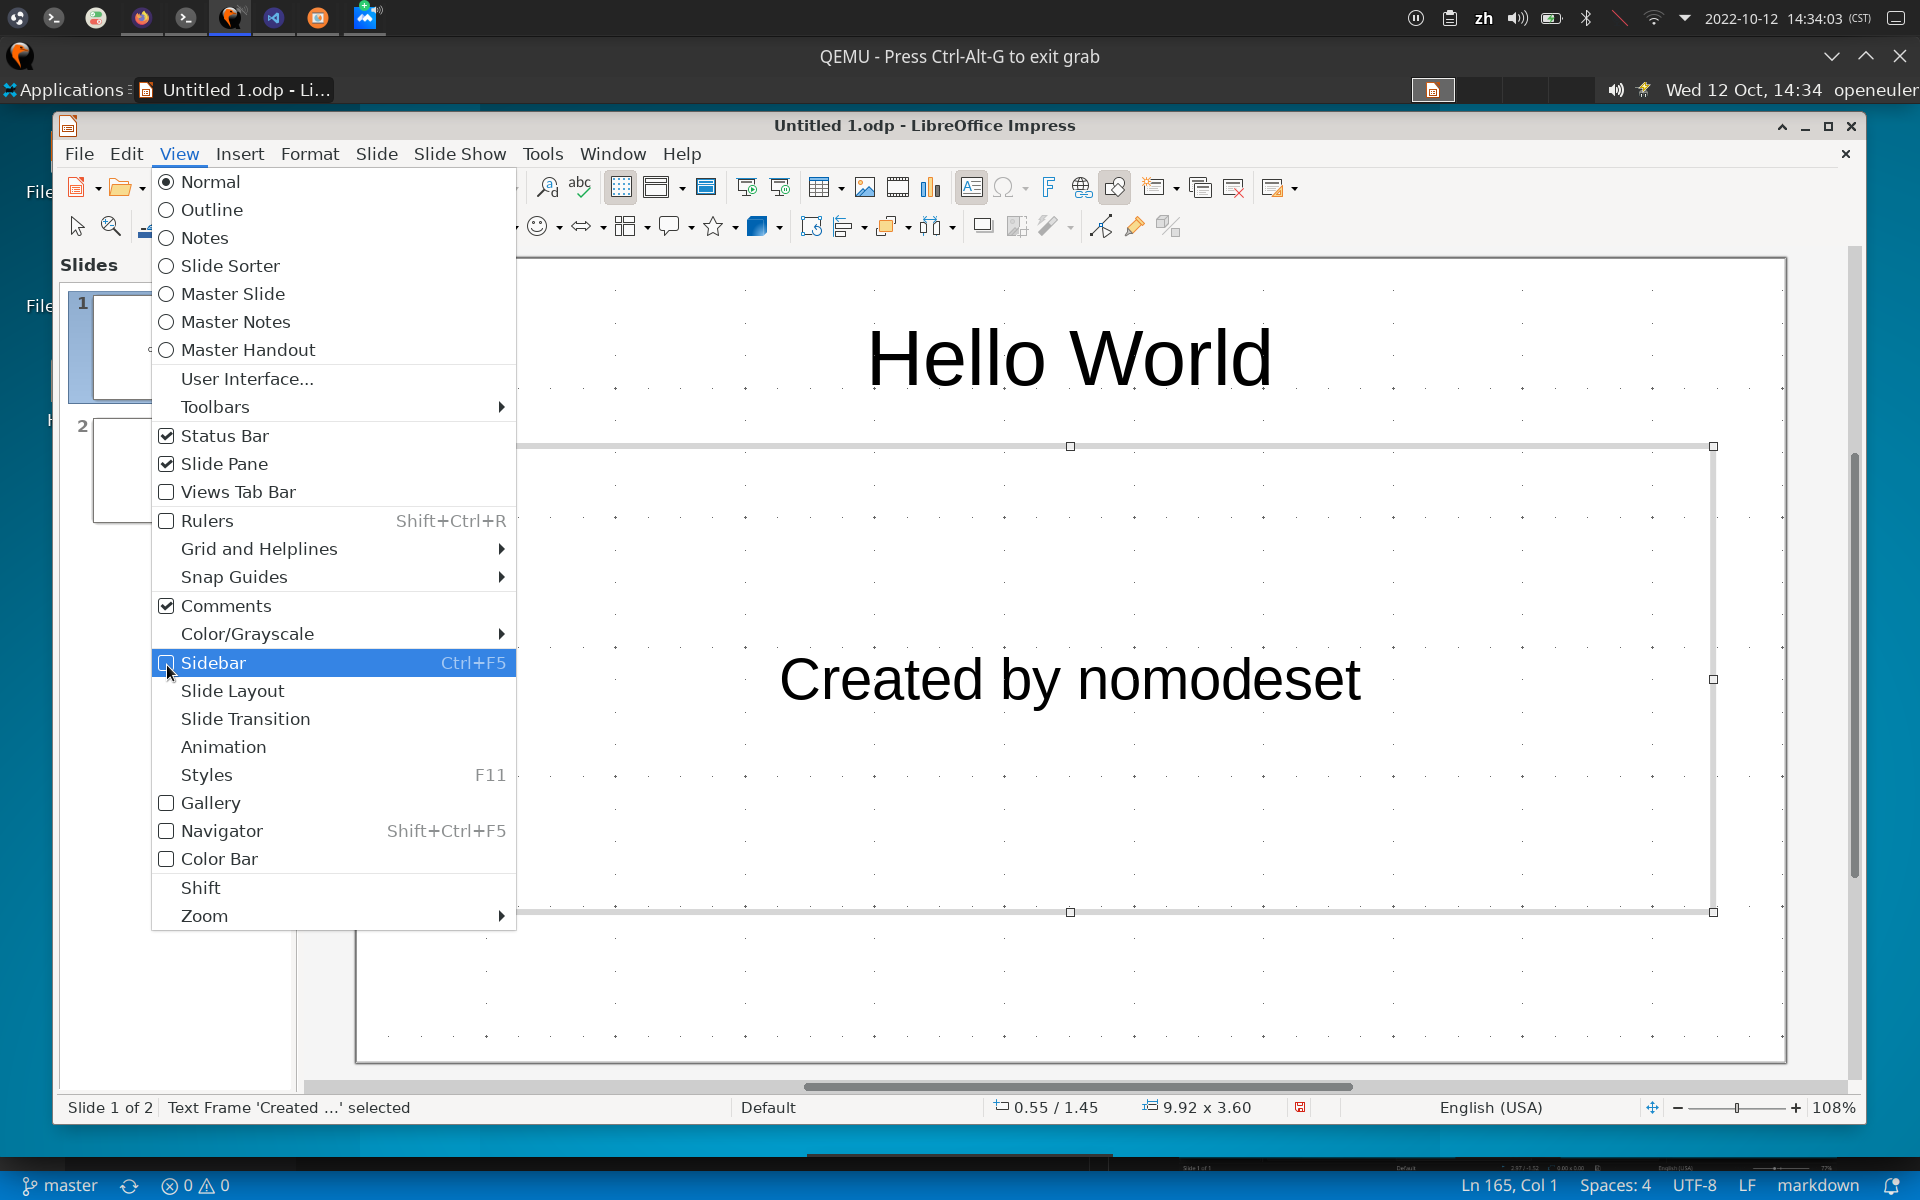 zh
2022-10-12 14:34:03 (CST)
QEMU - Press Ctrl-Alt-G to exit grab
Applications
Untitled 1.odp - Li...
Wed 12 Oct, 14:34
openeuler
Untitled 1.odp - LibreOffice Impress
File Edit View Insert Format Slide Slide Show Tools Window Help
File
File
Slides
1
2
Normal
Outline
Notes
Slide Sorter
Master Slide
Master Notes
Master Handout
User Interface...
Toolbars
Status Bar
Slide Pane
Views Tab Bar
Rulers Shift+Ctrl+R
Grid and Helplines
Snap Guides
Comments
Color/Grayscale
Sidebar Ctrl+F5
Slide Layout
Slide Transition
Animation
Styles F11
Gallery
Navigator Shift+Ctrl+F5
Color Bar
Shift
Zoom
abc
Hello World
Created by nomodeset
Slide 1 of 2
Text Frame 'Created ...' selected
Default
0.55 / 1.45
9.92 x 3.60
English (USA)
108%
master
0
0
Ln 165, Col 1
Spaces: 4
UTF-8
LF
markdown